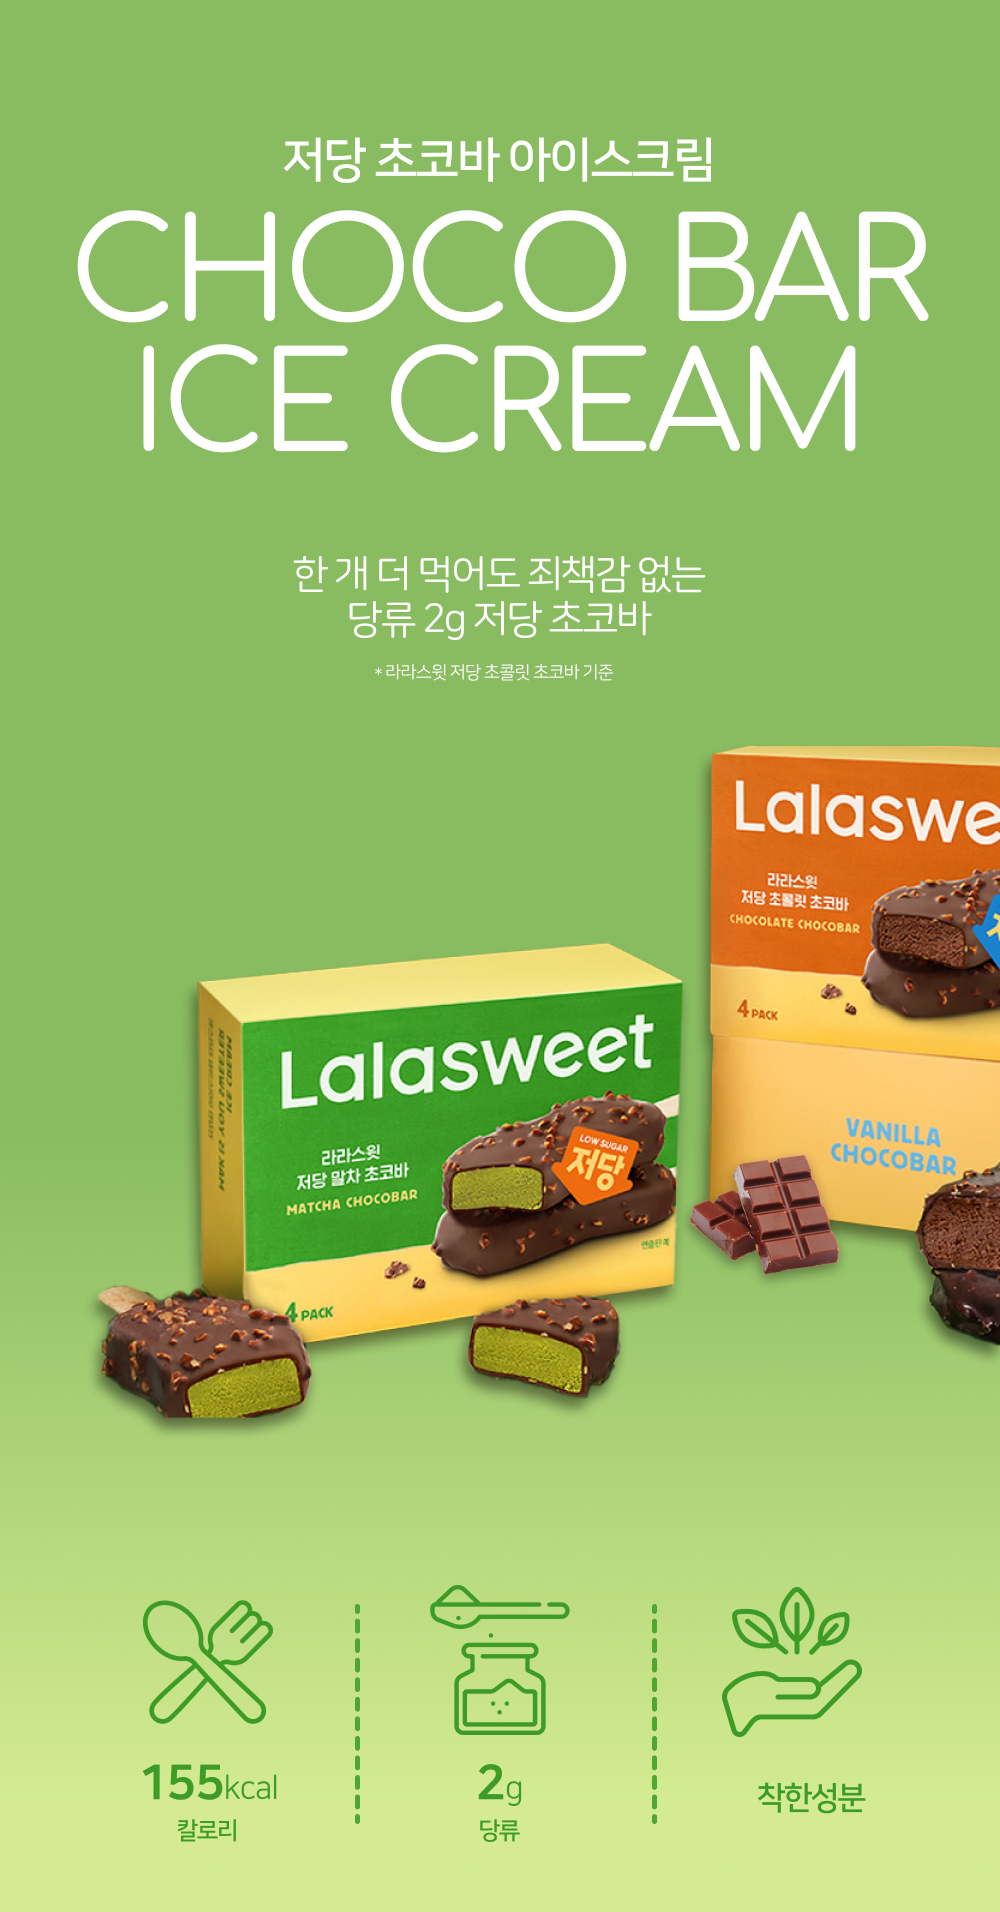 저당 초코바 아이스크림
CHOCO BAR
ICE CREAM
한 개 더 먹어도 죄책감 없는
당류 2g 저당 초코바
* 라라스윗 저당 초콜릿 초코바 기준
Lalaswee
라라스윗
저당 초콜릿 초코바
CHOCOLATE CHOCOBAR
4 PACK
VANILLA
CHOCOBAR
Lalasweet
라라스윗
저당 말차 초코바
MATCHA CHOCOBAR
LOW SUGAR
저당
4 PACK
155kcal
칼로리
2g
당류
착한성분